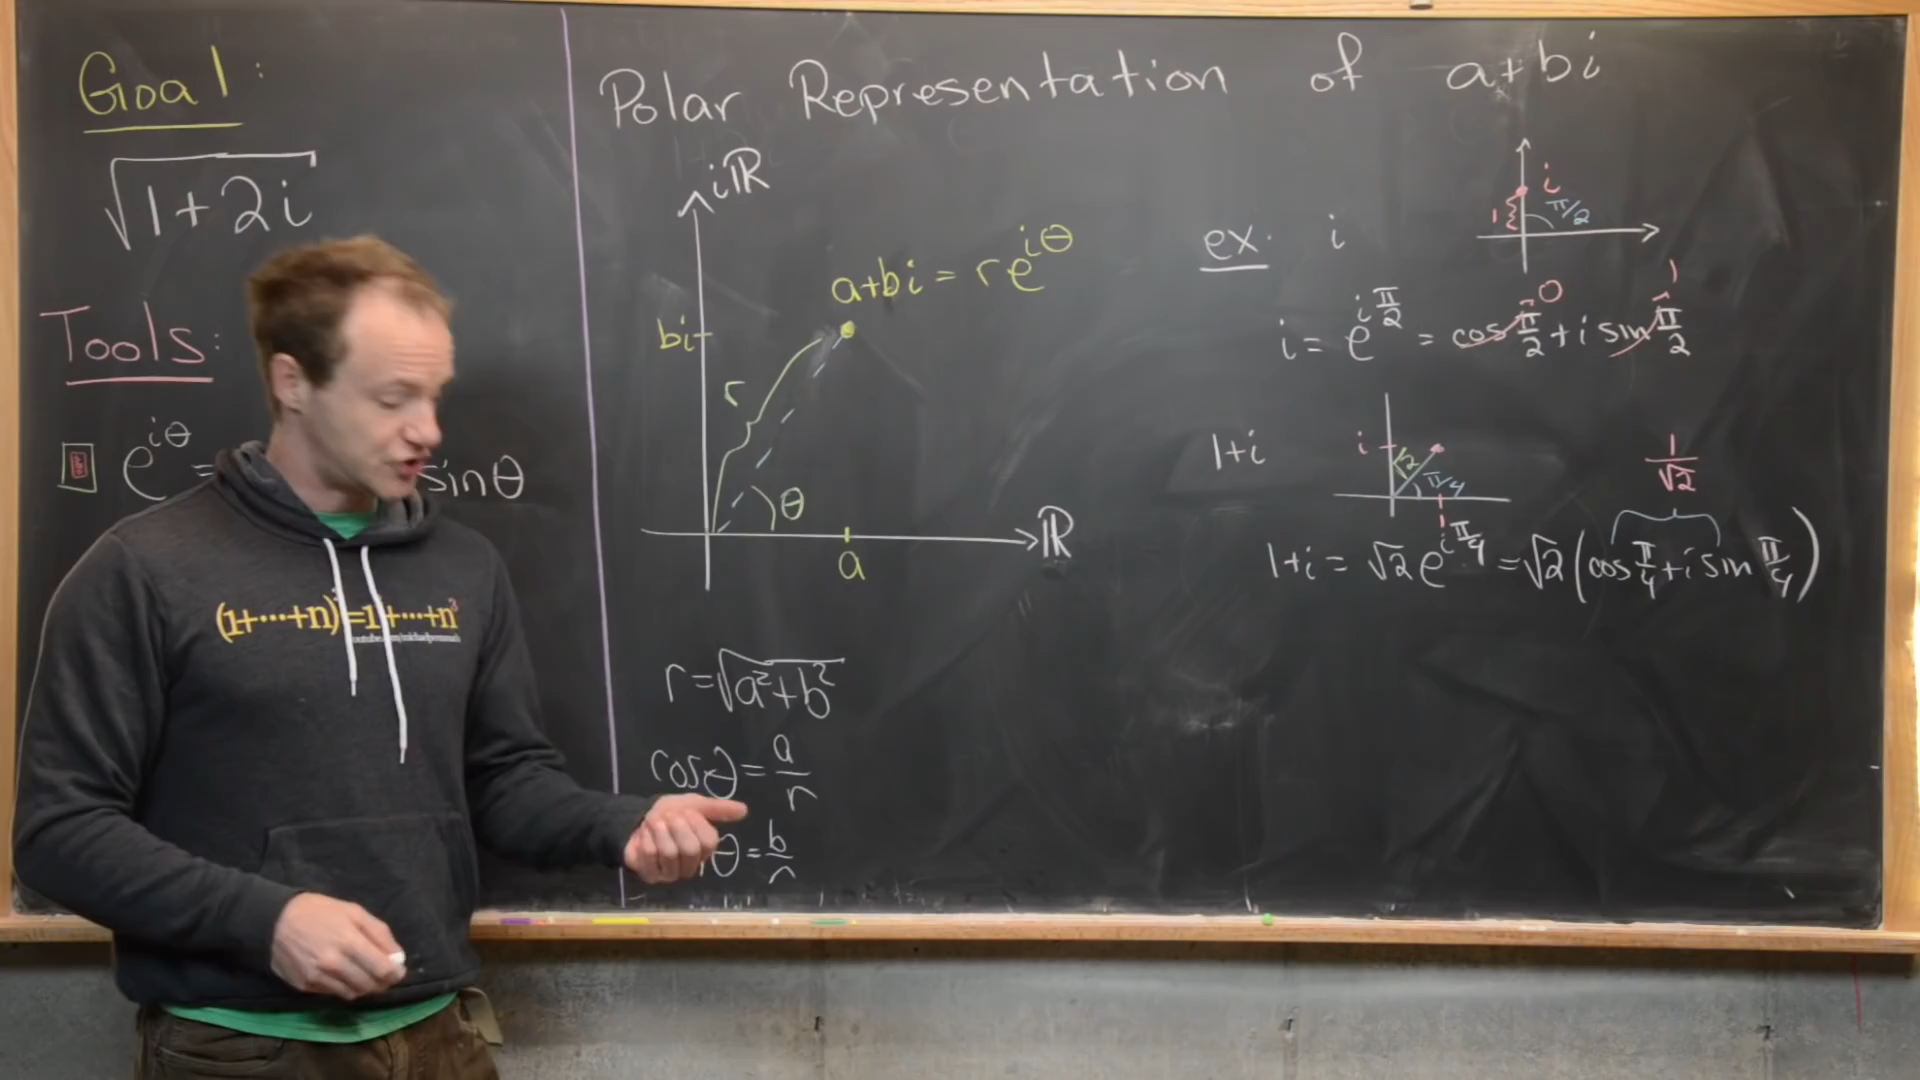 Goal:
√1+2i
Tools:
e^{iθ} = sinθ
(1+⋯+n)² =1³+⋯+n³
Polar Representation of a+bi
iℝ
a+bi = re^{iθ}
bi
r
θ
a
ℝ
r=√a²+b²
cosθ = a/r
θ = b/r
ex. i
i
1
π/2
i = e^{iπ/2} = cos π/2 + i sin π/2
0
1
1+i
i
√2
π/4
1
1/√2
1+i = √2 e^{iπ/4} = √2 (cos π/4 + i sin π/4)